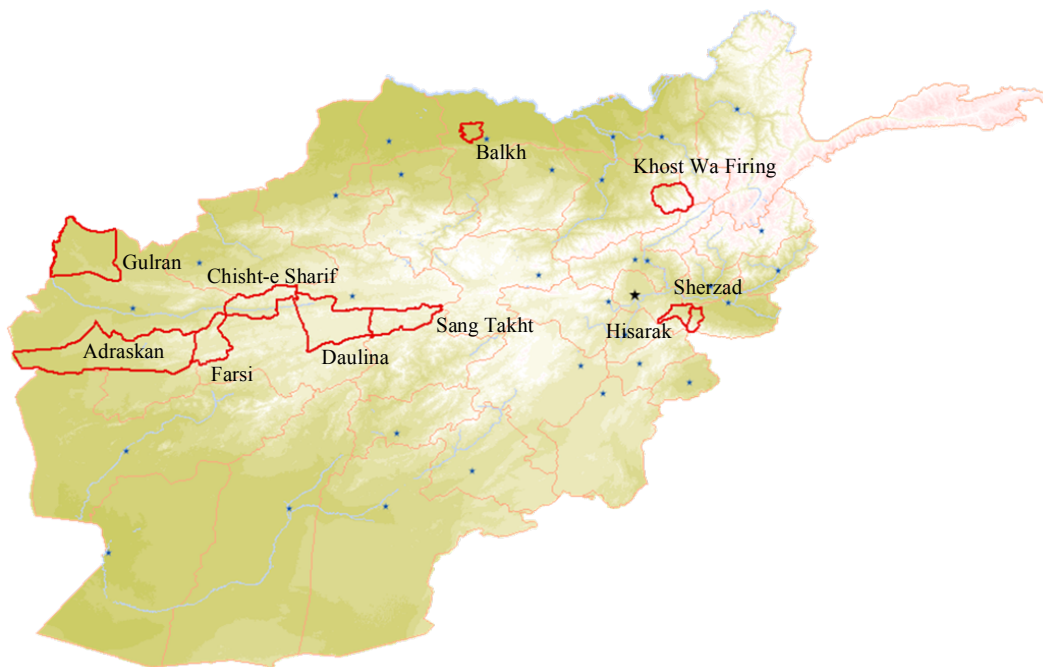 Balkh
Khost Wa Firing
Gulran
Chisht-e Sharif
Sherzad
Sang Takht
Hisarak
Adraskan
Daulina
Farsi